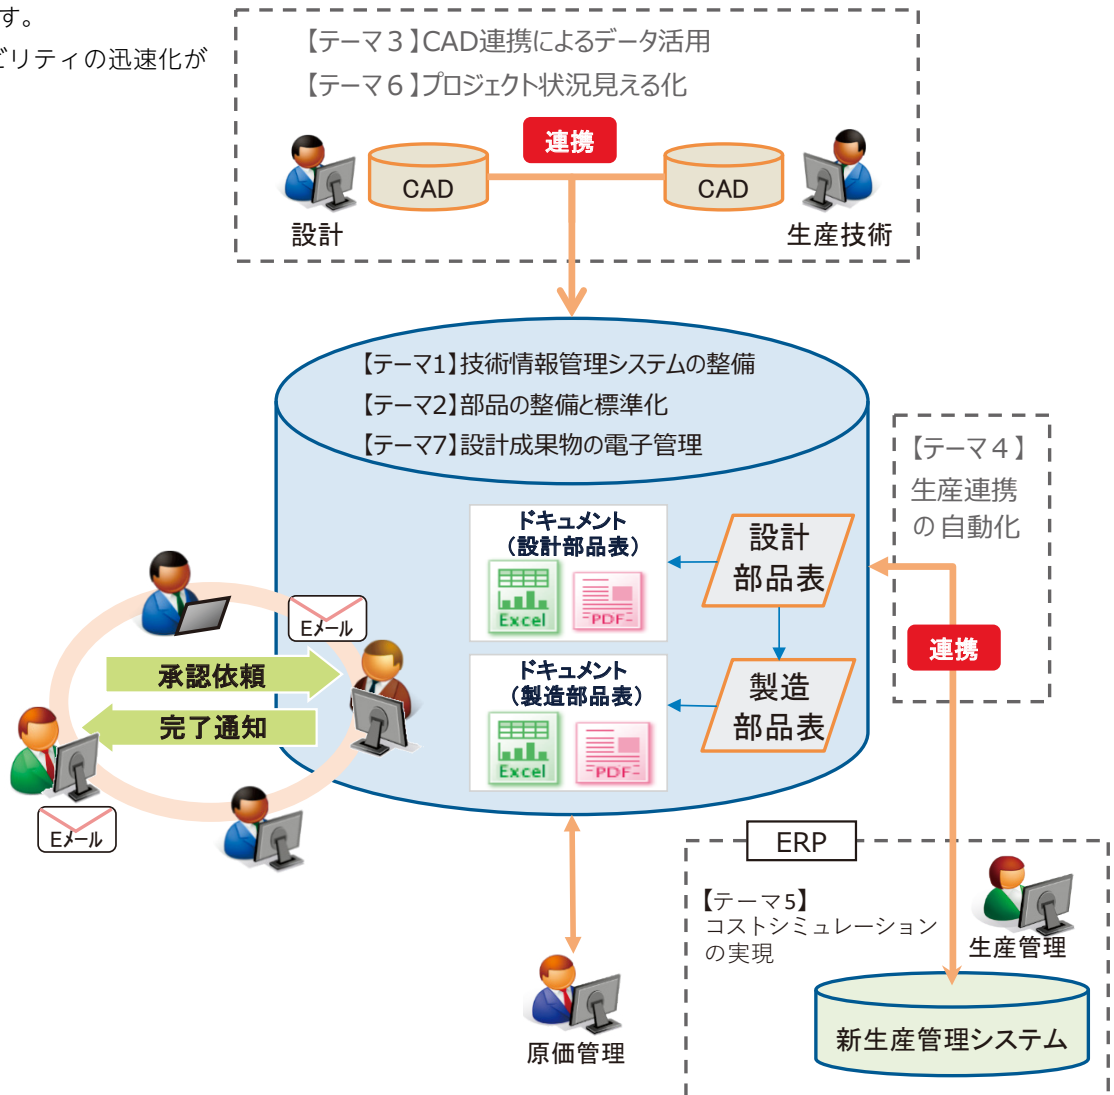 す。
ビリティの迅速化が
【テーマ３】CAD連携によるデータ活用
【テーマ６】プロジェクト状況見える化
連携
CAD
CAD
設計
生産技術
【テーマ1】技術情報管理システムの整備
【テーマ2】部品の整備と標準化
【テーマ7】設計成果物の電子管理
【テーマ４】
生産連携
の自動化
連携
ドキュメント
（設計部品表）
Excel
PDF
設計
部品表
ドキュメント
（製造部品表）
Excel
PDF
製造
部品表
Eメール
承認依頼
完了通知
Eメール
原価管理
ERP
【テーマ5】
コストシミュレーション
の実現
生産管理
新生産管理システム